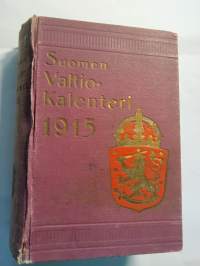 Suomen
Valtio-
Kalenteri
1915